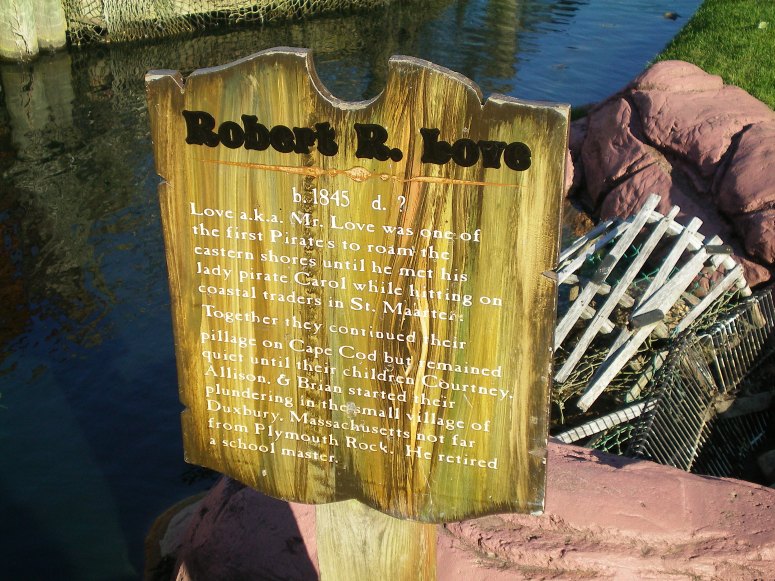 Robert R. Love
b. 1845 d. ?
Love a.k.a. Mr. Love was one of
the first Pirates to roam the
eastern shores until he met his
lady pirate Carol while hitting on
coastal traders in St. Maarten.
Together they continued their
pillage on Cape Cod but remained
quiet until their children Courtney,
Allison, & Brian started their
plundering in the small village of
Duxbury, Massachusetts not far
from Plymouth Rock. He retired
a school master.